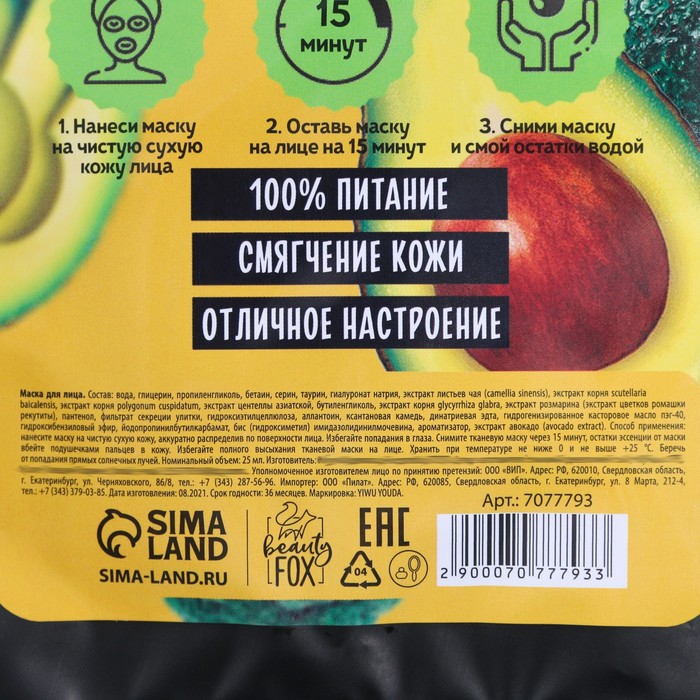 15
минут
1. Нанеси маску
на чистую сухую
кожу лица
2. Оставь маску
на лице на 15 минут
3. Сними маску
и смой остатки водой
100% ПИТАНИЕ
СМЯГЧЕНИЕ КОЖИ
ОТЛИЧНОЕ НАСТРОЕНИЕ
Маска для лица. Состав: вода, глицерин, пропиленгликоль, бетаин, серин, таурин, гиалуронат натрия, экстракт листьев чая (camellia sinensis), экстракт корня scutellaria
baicalensis, экстракт корня polygonum cuspidatum, экстракт центеллы азиатской, бутиленгликоль, экстракт корня glycyrrhiza glabra, экстракт розмарина (экстракт цветков ромашки
рекутиты), пантенол, фильтрат секреции улитки, гидроксиэтилцеллюлоза, аллантоин, ксантановая камедь, динатриевая эдта, гидрогенизированное касторовое масло пэг-40,
гидроксибензиловый эфир, йодопропинилбутилкарбамат, бис (гидроксиметил) имидазолидинилмочевина, ароматизатор, экстракт авокадо (avocado extract). Способ применения:
нанесите маску на чистую сухую кожу, аккуратно распределив по поверхности лица. Избегайте попадания в глаза. Снимите тканевую маску через 15 минут, остатки эссенции от маски
вбейте подушечками пальцев в кожу. Избегайте полного высыхания тканевой маски на лице. Хранить при температуре не ниже 0 и не выше +25 °С. Беречь
от попадания прямых солнечных лучей. Номинальный объем: 25 мл. Изготовитель:
Уполномоченное изготовителем лицо по принятию претензий: ООО «ВИП». Адрес: РФ, 620010, Свердловская область,
г. Екатеринбург, ул. Черняховского, 86/8, тел.: +7 (343) 287-56-96. Импортер: ООО «Пилат». Адрес: РФ, 620085, Свердловская область, г. Екатеринбург, ул. 8 Марта, 212-4,
тел.: +7 (343) 379-03-85. Дата изготовления: 08.2021. Срок годности: 36 месяцев. Маркировка: YIWU YOUDA.
Арт.: 7077793
SIMA
LAND
SIMA-LAND.RU
beauty
FOX
EAC
04
2 900070 777933